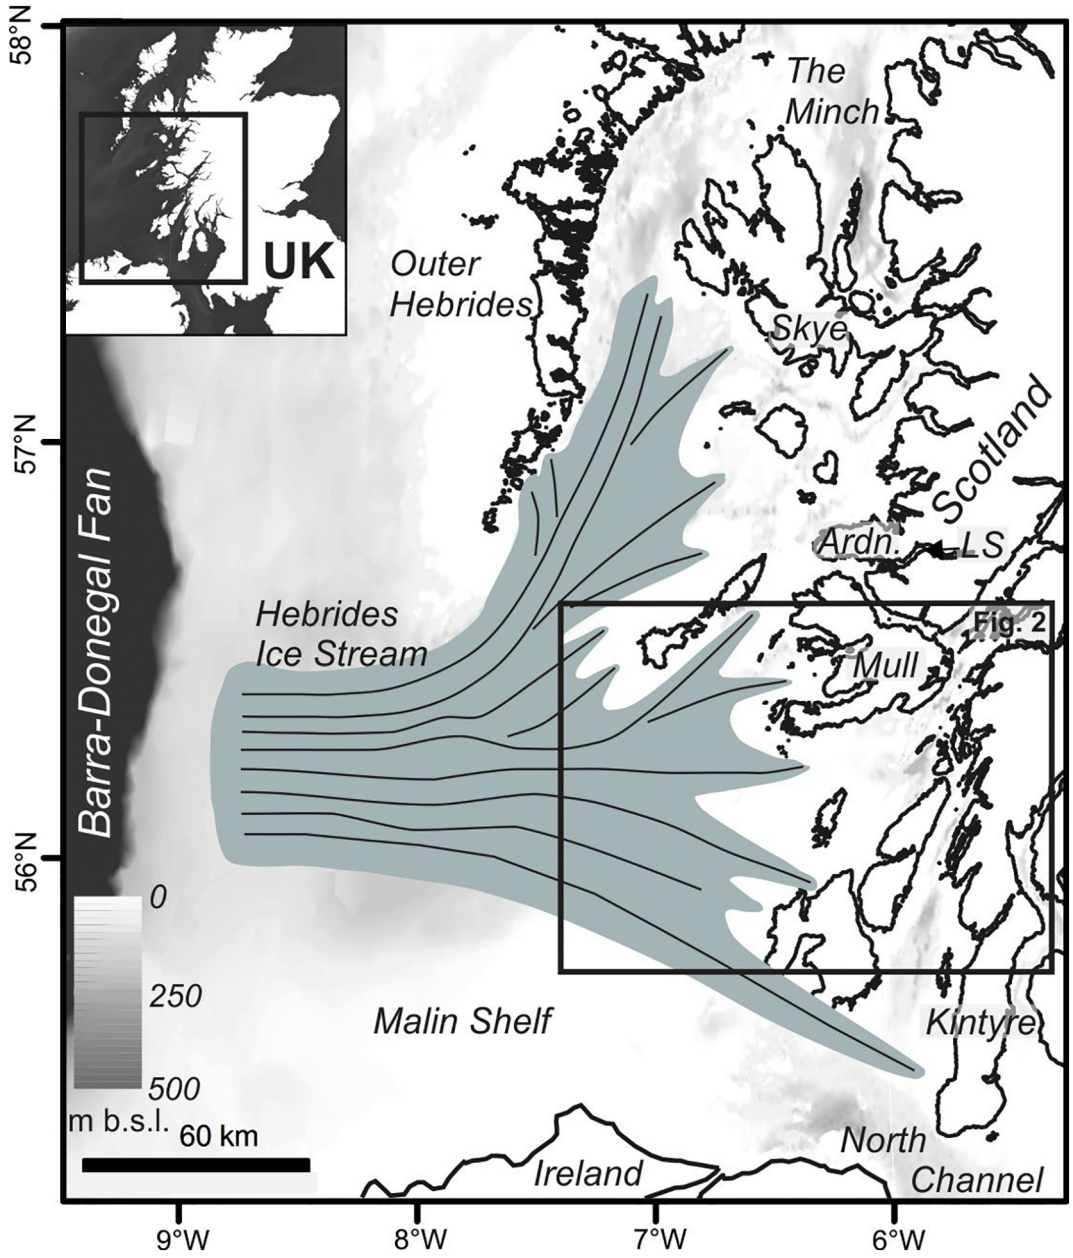 58°N
The
Minch
UK
Outer
Hebrides
Skye
57°N
Scotland
Ardn.
LS
Barra-Donegal Fan
Hebrides
Ice Stream
Fig. 2
Mull
56°N
0
250
500
m b.s.l.
60 km
Malin Shelf
Kintyre
North
Channel
Ireland
9°W
8°W
7°W
6°W